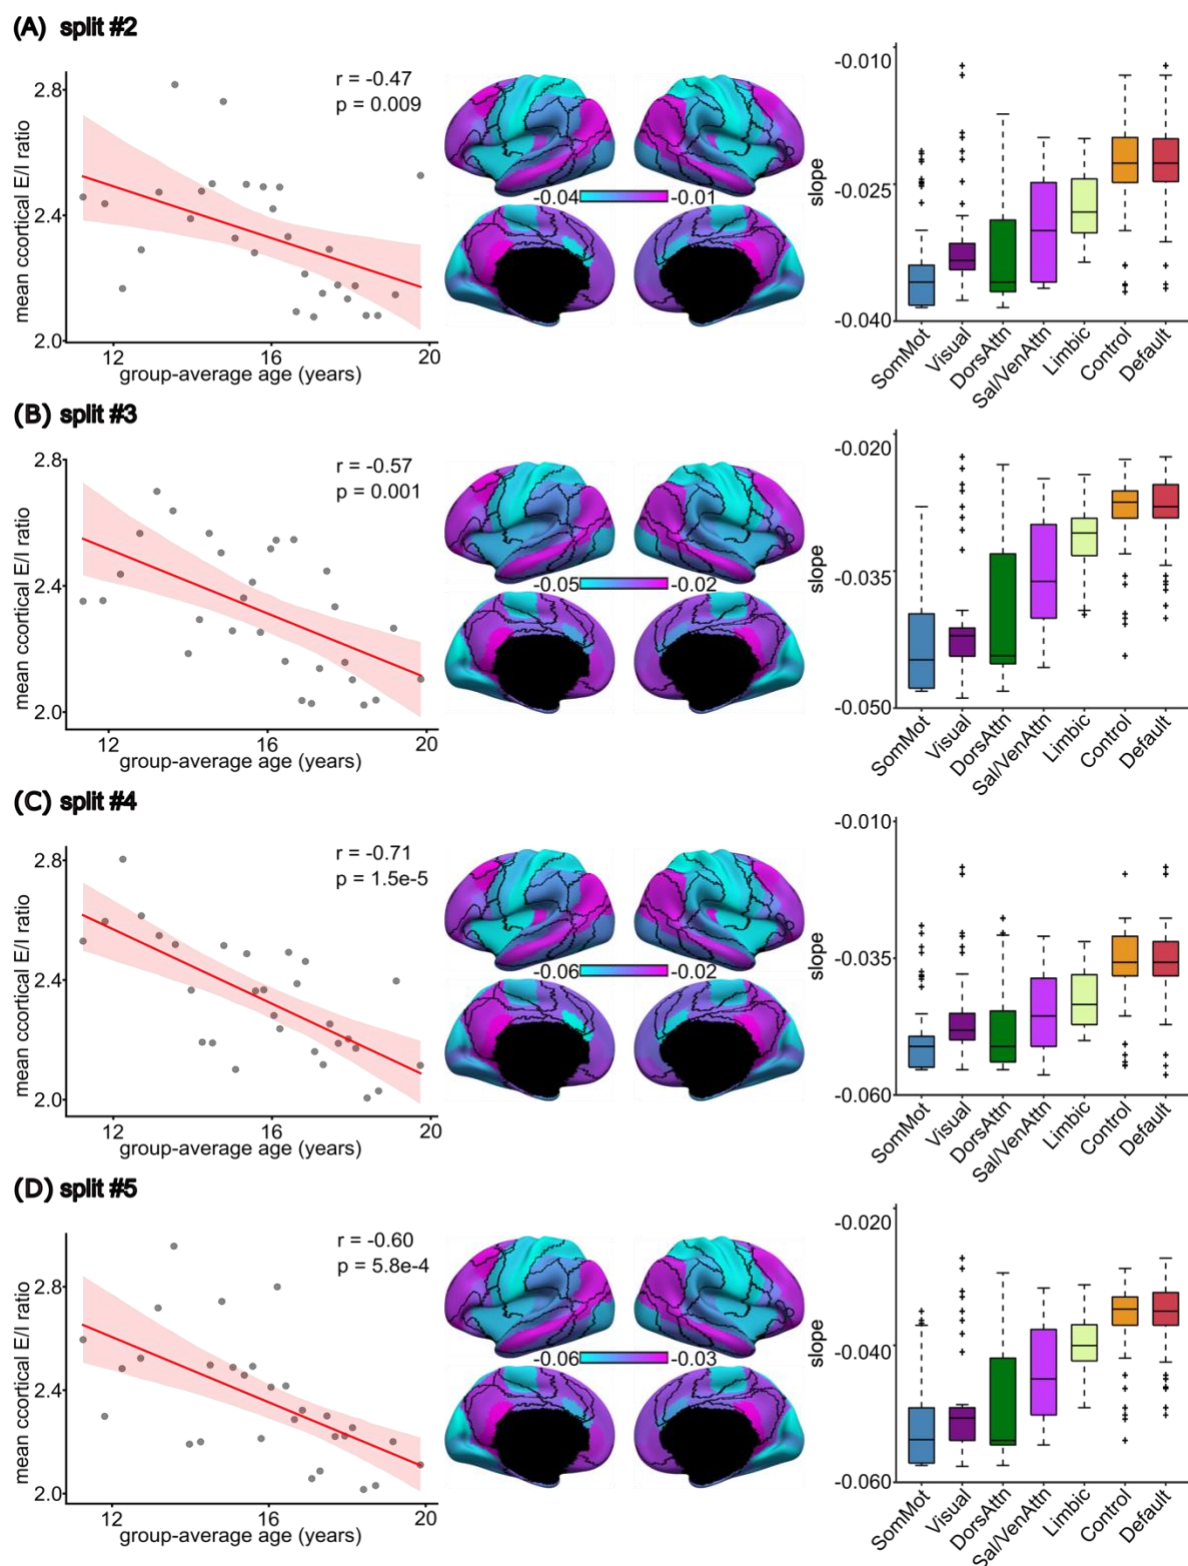 (A) split #2
2.8
2.4
2.0
mean ccortical E/I ratio
r = -0.47
p = 0.009
12
16
20
group-average age (years)
-0.04
-0.01
slope
-0.010
-0.025
-0.040
SomMot
Visual
DorsAttn
Sal/VenAttn
Limbic
Control
Default
(B) split #3
2.8
2.4
2.0
mean ccortical E/I ratio
r = -0.57
p = 0.001
12
16
20
group-average age (years)
-0.05
-0.02
slope
-0.020
-0.035
-0.050
SomMot
Visual
DorsAttn
Sal/VenAttn
Limbic
Control
Default
(C) split #4
2.8
2.4
2.0
mean ccortical E/I ratio
r = -0.71
p = 1.5e-5
12
16
20
group-average age (years)
-0.06
-0.02
slope
-0.010
-0.035
-0.060
SomMot
Visual
DorsAttn
Sal/VenAttn
Limbic
Control
Default
(D) split #5
2.8
2.4
2.0
mean ccortical E/I ratio
r = -0.60
p = 5.8e-4
12
16
20
group-average age (years)
-0.06
-0.03
slope
-0.020
-0.040
-0.060
SomMot
Visual
DorsAttn
Sal/VenAttn
Limbic
Control
Default